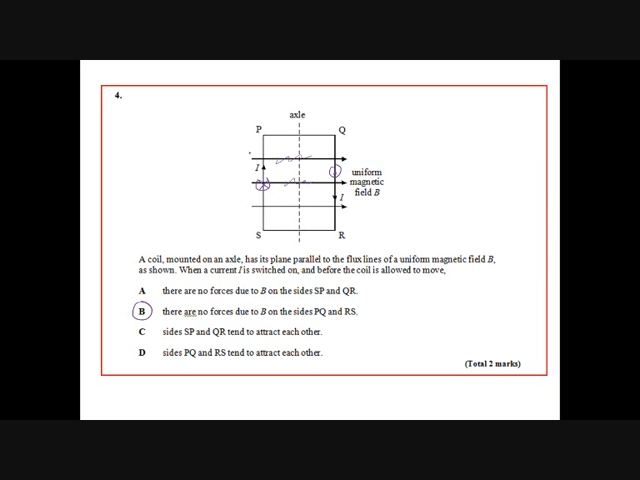 4.
axle
P
Q
I
uniform
magnetic
field B
I
S
R
A coil, mounted on an axle, has its plane parallel to the flux lines of a uniform magnetic field B,
as shown. When a current I is switched on, and before the coil is allowed to move,
A there are no forces due to B on the sides SP and QR.
B there are no forces due to B on the sides PQ and RS.
C sides SP and QR tend to attract each other.
D sides PQ and RS tend to attract each other.
(Total 2 marks)